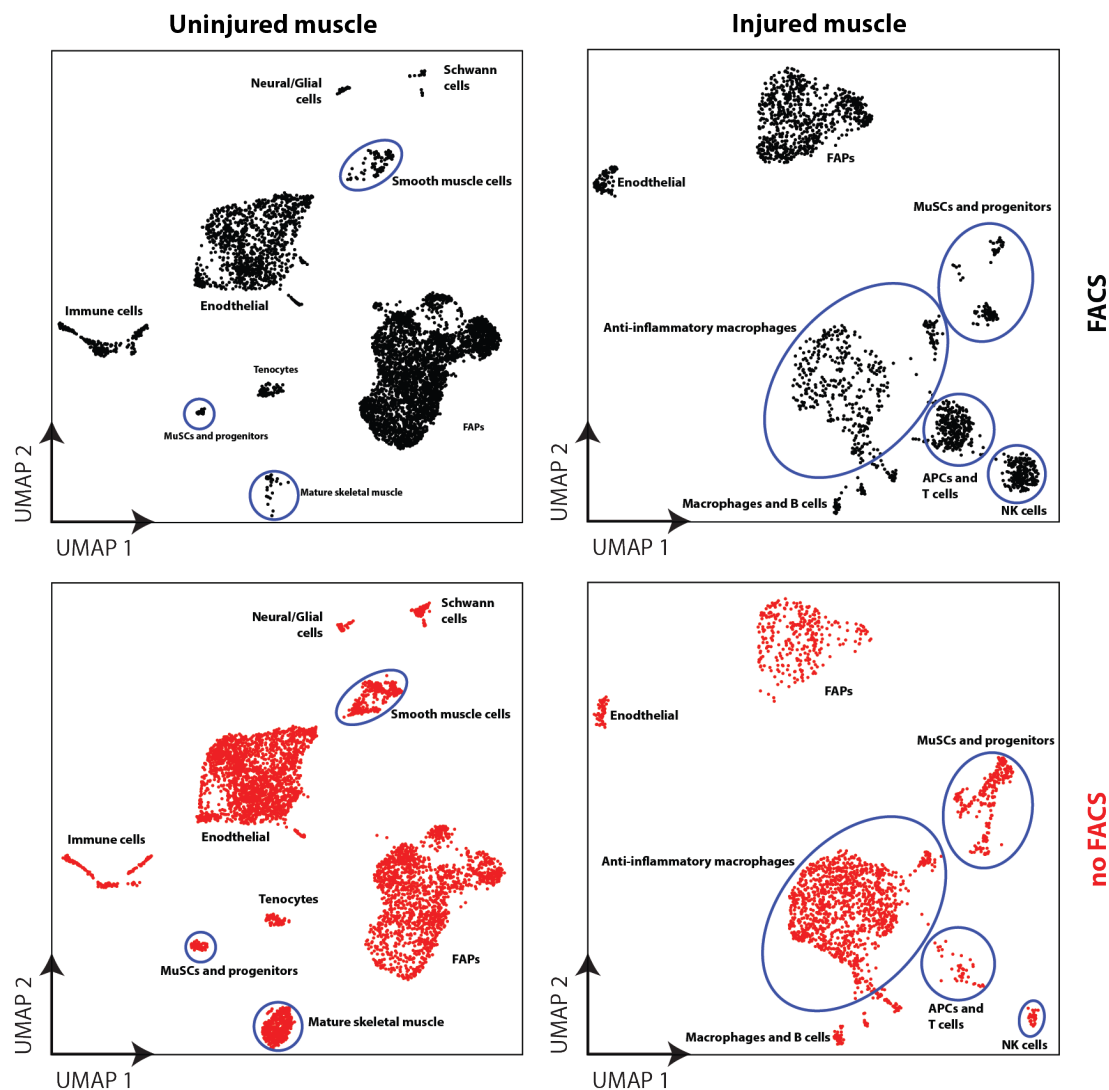 Uninjured muscle
Injured muscle
Neural/Glial
cells
Schwann
cells
Smooth muscle cells
Enodthelial
Immune cells
Tenocytes
MuSCs and progenitors
FAPs
Mature skeletal muscle
UMAP 2
UMAP 1
FAPs
Enodthelial
MuSCs and progenitors
Anti-inflammatory macrophages
APCs and
T cells
Macrophages and B cells
NK cells
UMAP 2
UMAP 1
FACS
Neural/Glial
cells
Schwann
cells
Smooth muscle cells
Enodthelial
Immune cells
Tenocytes
MuSCs and progenitors
FAPs
Mature skeletal muscle
UMAP 2
UMAP 1
FAPs
Enodthelial
MuSCs and progenitors
Anti-inflammatory macrophages
APCs and
T cells
Macrophages and B cells
NK cells
UMAP 2
UMAP 1
no FACS